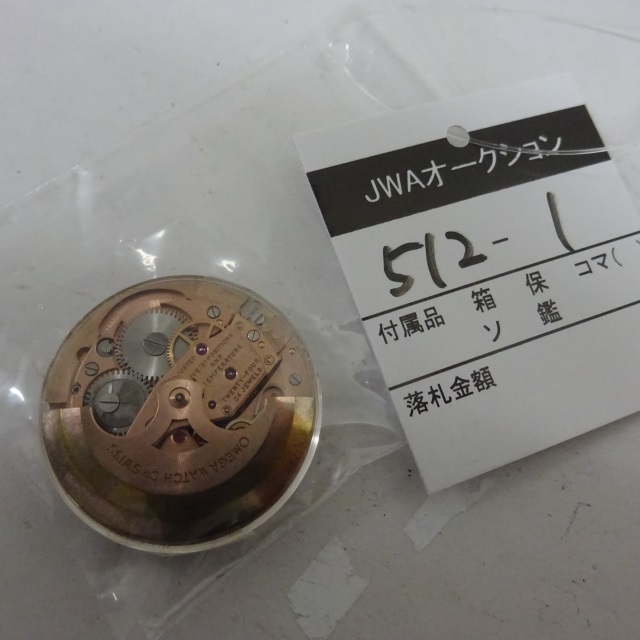 JWAオークション
512-1
付属品 箱 保 コマ( )
ソ 鑑
落札金額
OMEGA WATCH Co SWISS